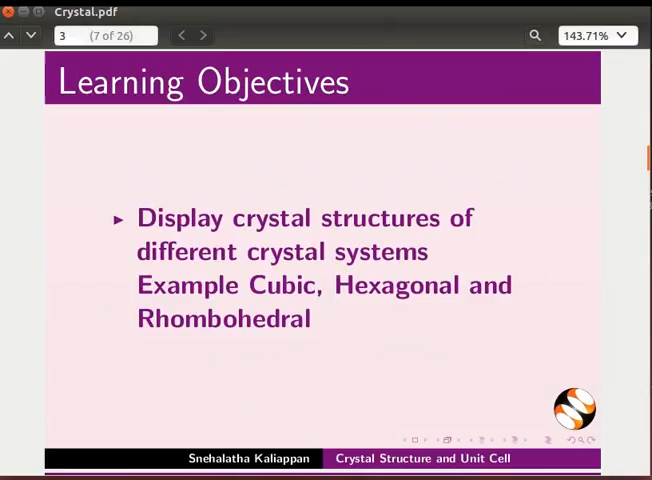 Crystal.pdf
3 (7 of 26) 143.71%
Learning Objectives
Display crystal structures of
different crystal systems
Example Cubic, Hexagonal and
Rhombohedral
Snehalatha Kaliappan Crystal Structure and Unit Cell